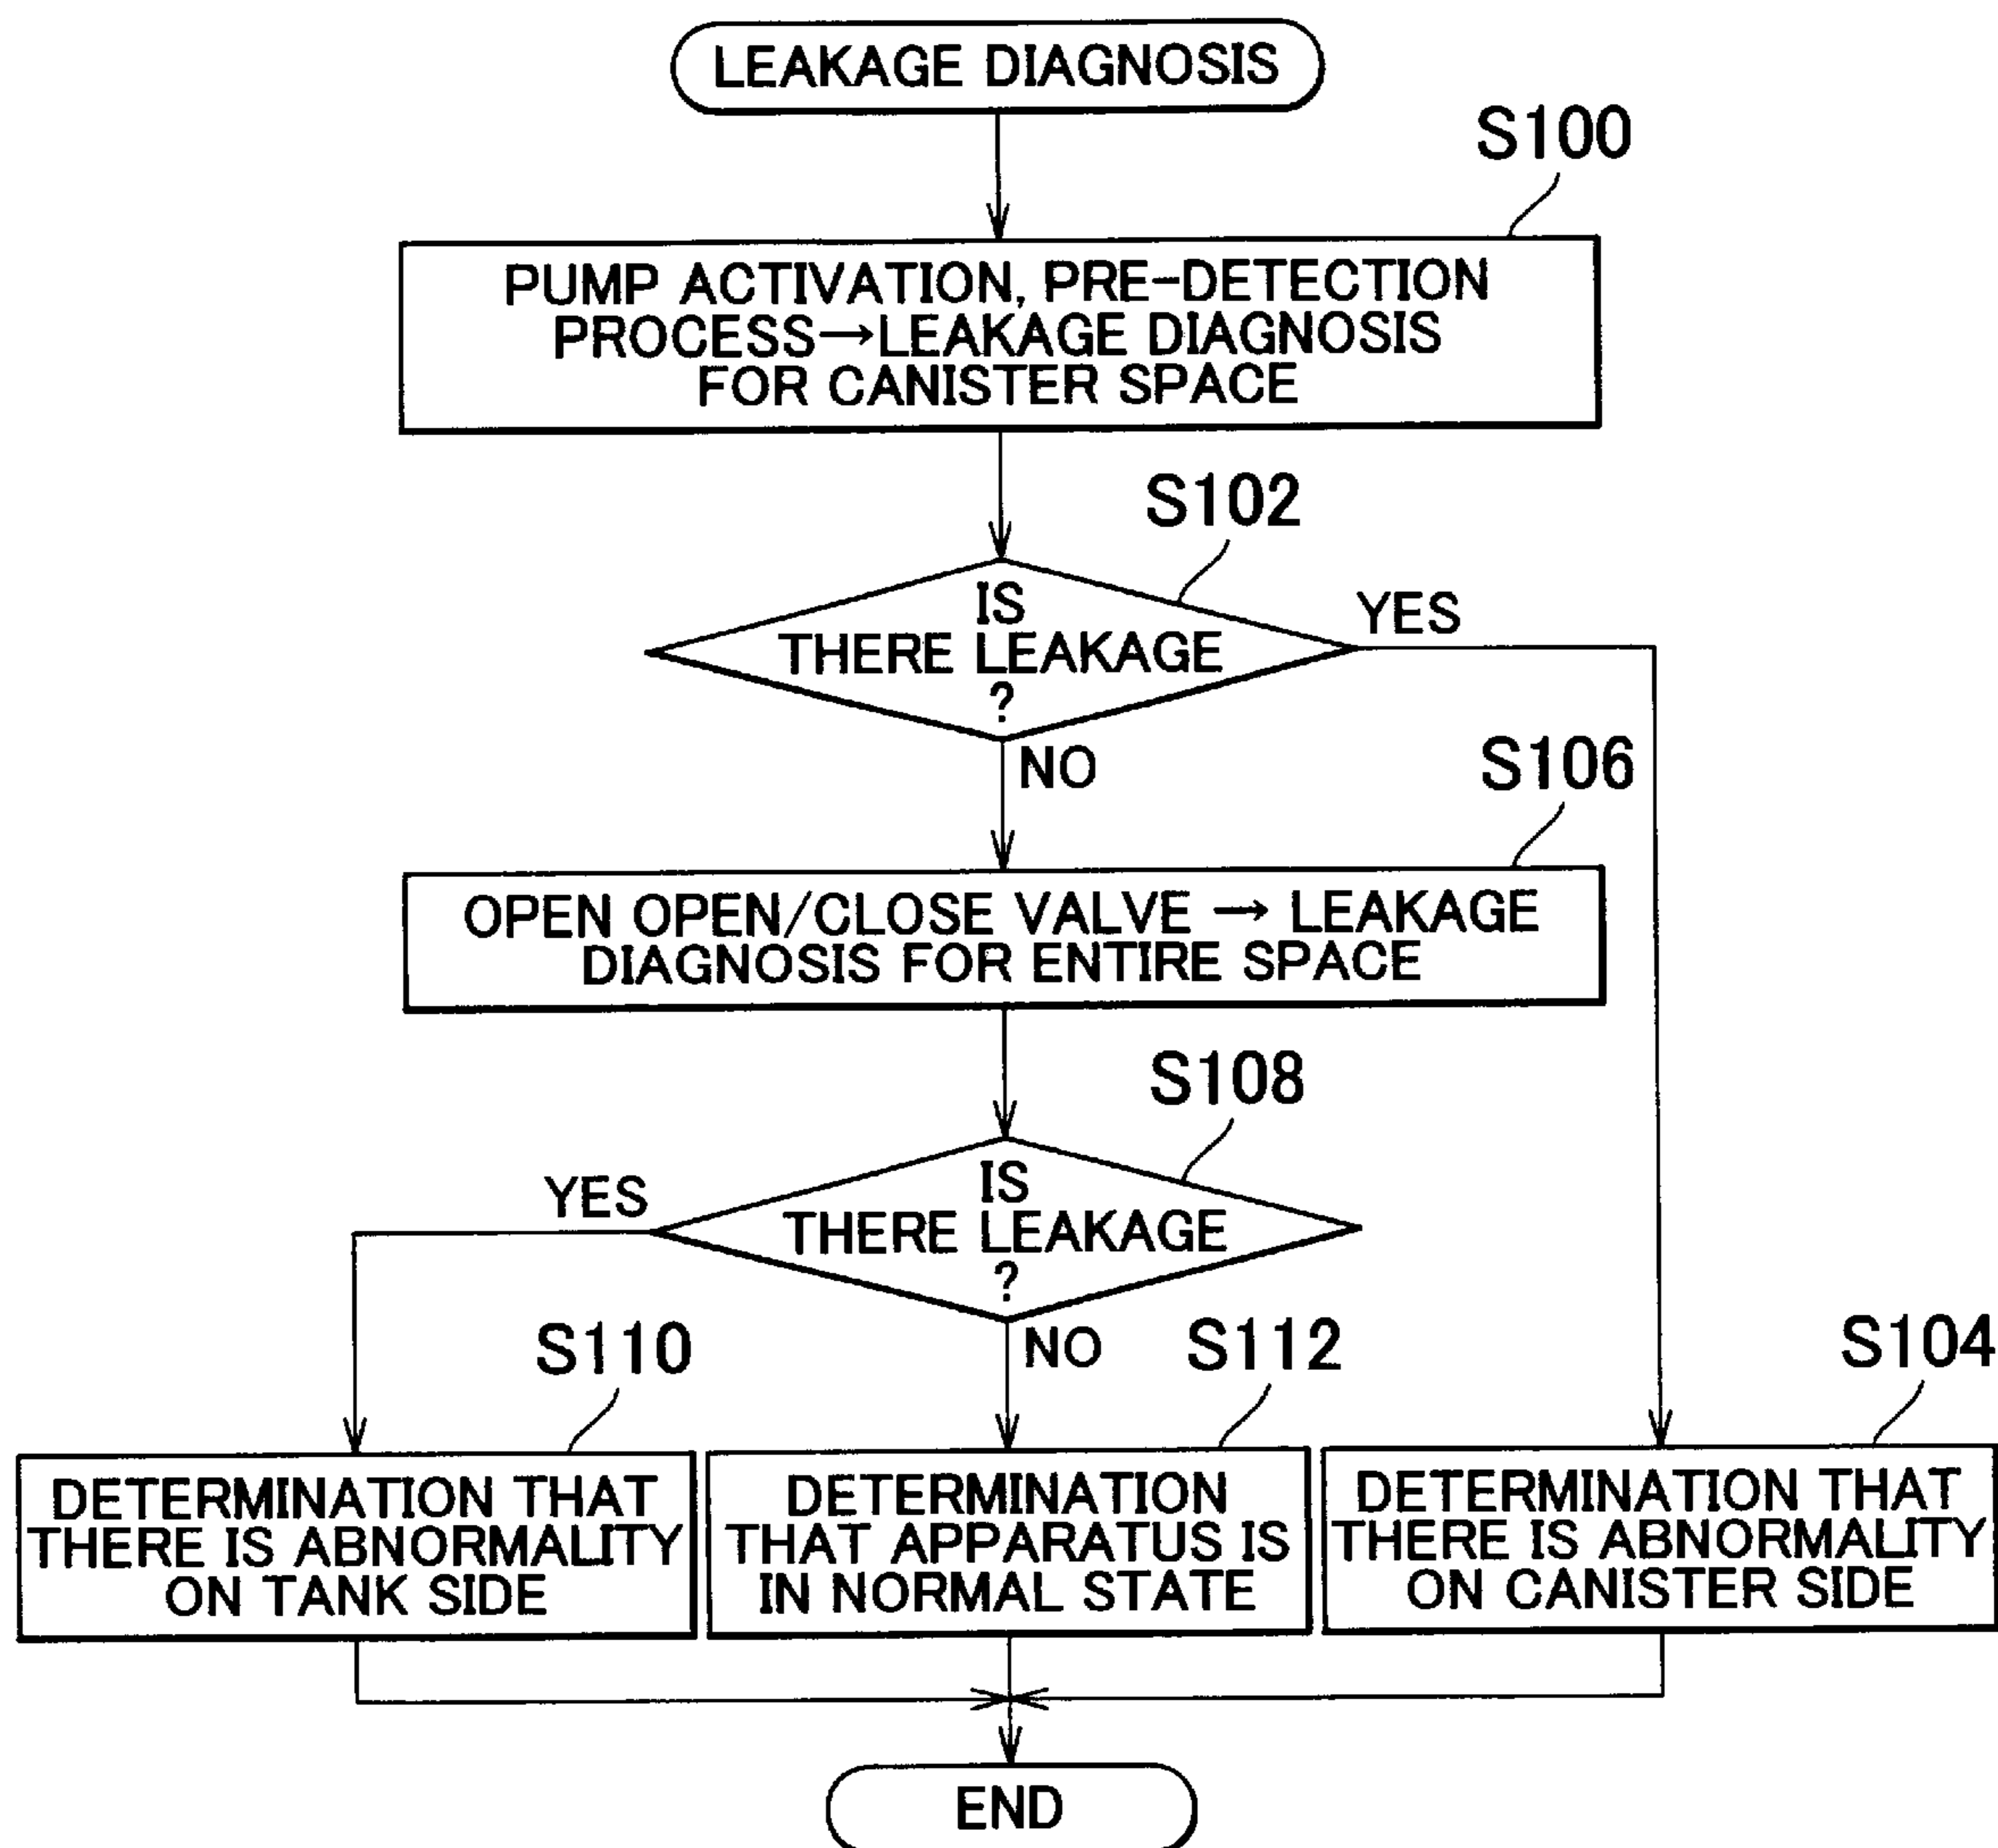 LEAKAGE DIAGNOSIS
S100
PUMP ACTIVATION, PRE-DETECTION
PROCESS→LEAKAGE DIAGNOSIS
FOR CANISTER SPACE
S102
IS
THERE LEAKAGE
?
YES
NO
S106
OPEN OPEN/CLOSE VALVE → LEAKAGE
DIAGNOSIS FOR ENTIRE SPACE
S108
IS
THERE LEAKAGE
?
YES
NO
S110
DETERMINATION THAT
THERE IS ABNORMALITY
ON TANK SIDE
S112
DETERMINATION
THAT APPARATUS IS
IN NORMAL STATE
S104
DETERMINATION THAT
THERE IS ABNORMALITY
ON CANISTER SIDE
END